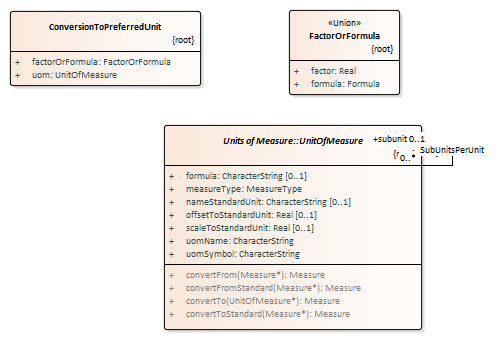 ConversionToPreferredUnit
{root}
+ factorOrFormula: FactorOrFormula
+ uom: UnitOfMeasure
«Union»
FactorOrFormula
{root}
+ factor: Real
+ formula: Formula
Units of Measure::UnitOfMeasure
+subunit 0..1
SubUnitsPerUnit
0..*
+ formula: CharacterString [0..1]
+ measureType: MeasureType
+ nameStandardUnit: CharacterString [0..1]
+ offsetToStandardUnit: Real [0..1]
+ scaleToStandardUnit: Real [0..1]
+ uomName: CharacterString
+ uomSymbol: CharacterString
+ convertFrom(Measure*): Measure
+ convertFromStandard(Measure*): Measure
+ convertTo(UnitOfMeasure*): Measure
+ convertToStandard(Measure*): Measure